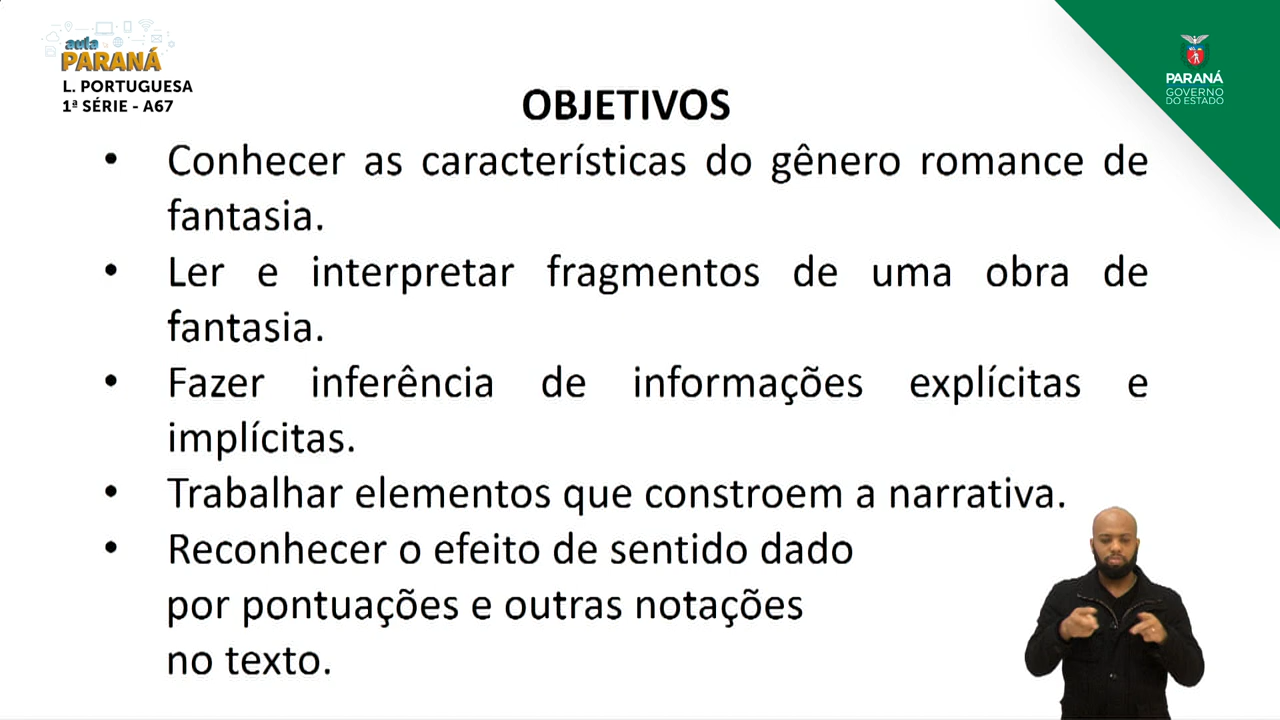 aula
PARANÁ
L. PORTUGUESA
1ª SÉRIE - A67
PARANÁ
GOVERNO
DO ESTADO
OBJETIVOS
• Conhecer as características do gênero romance de
fantasia.
• Ler e interpretar fragmentos de uma obra de
fantasia.
• Fazer inferência de informações explícitas e
implícitas.
• Trabalhar elementos que constroem a narrativa.
• Reconhecer o efeito de sentido dado
por pontuações e outras notações
no texto.